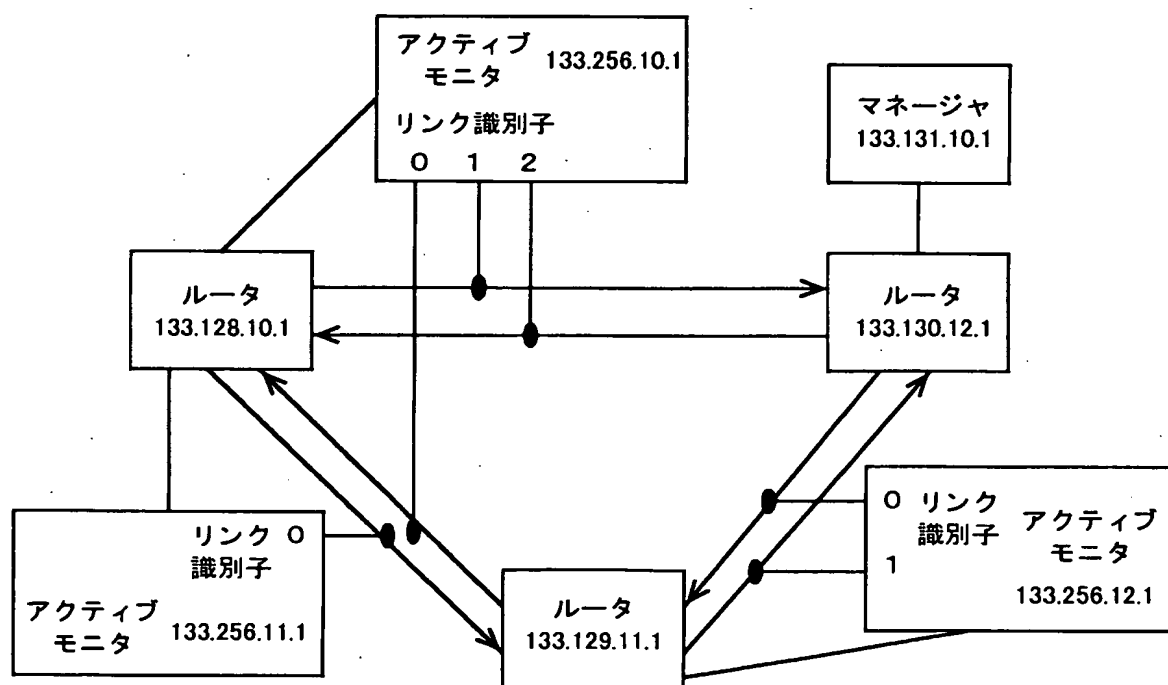 アクティブ
モニタ
133.256.10.1
リンク識別子
0 1 2
マネージャ
133.131.10.1
ルータ
133.128.10.1
ルータ
133.130.12.1
リンク 0
識別子
アクティブ
モニタ
133.256.11.1
ルータ
133.129.11.1
0 リンク
識別子
1
アクティブ
モニタ
133.256.12.1